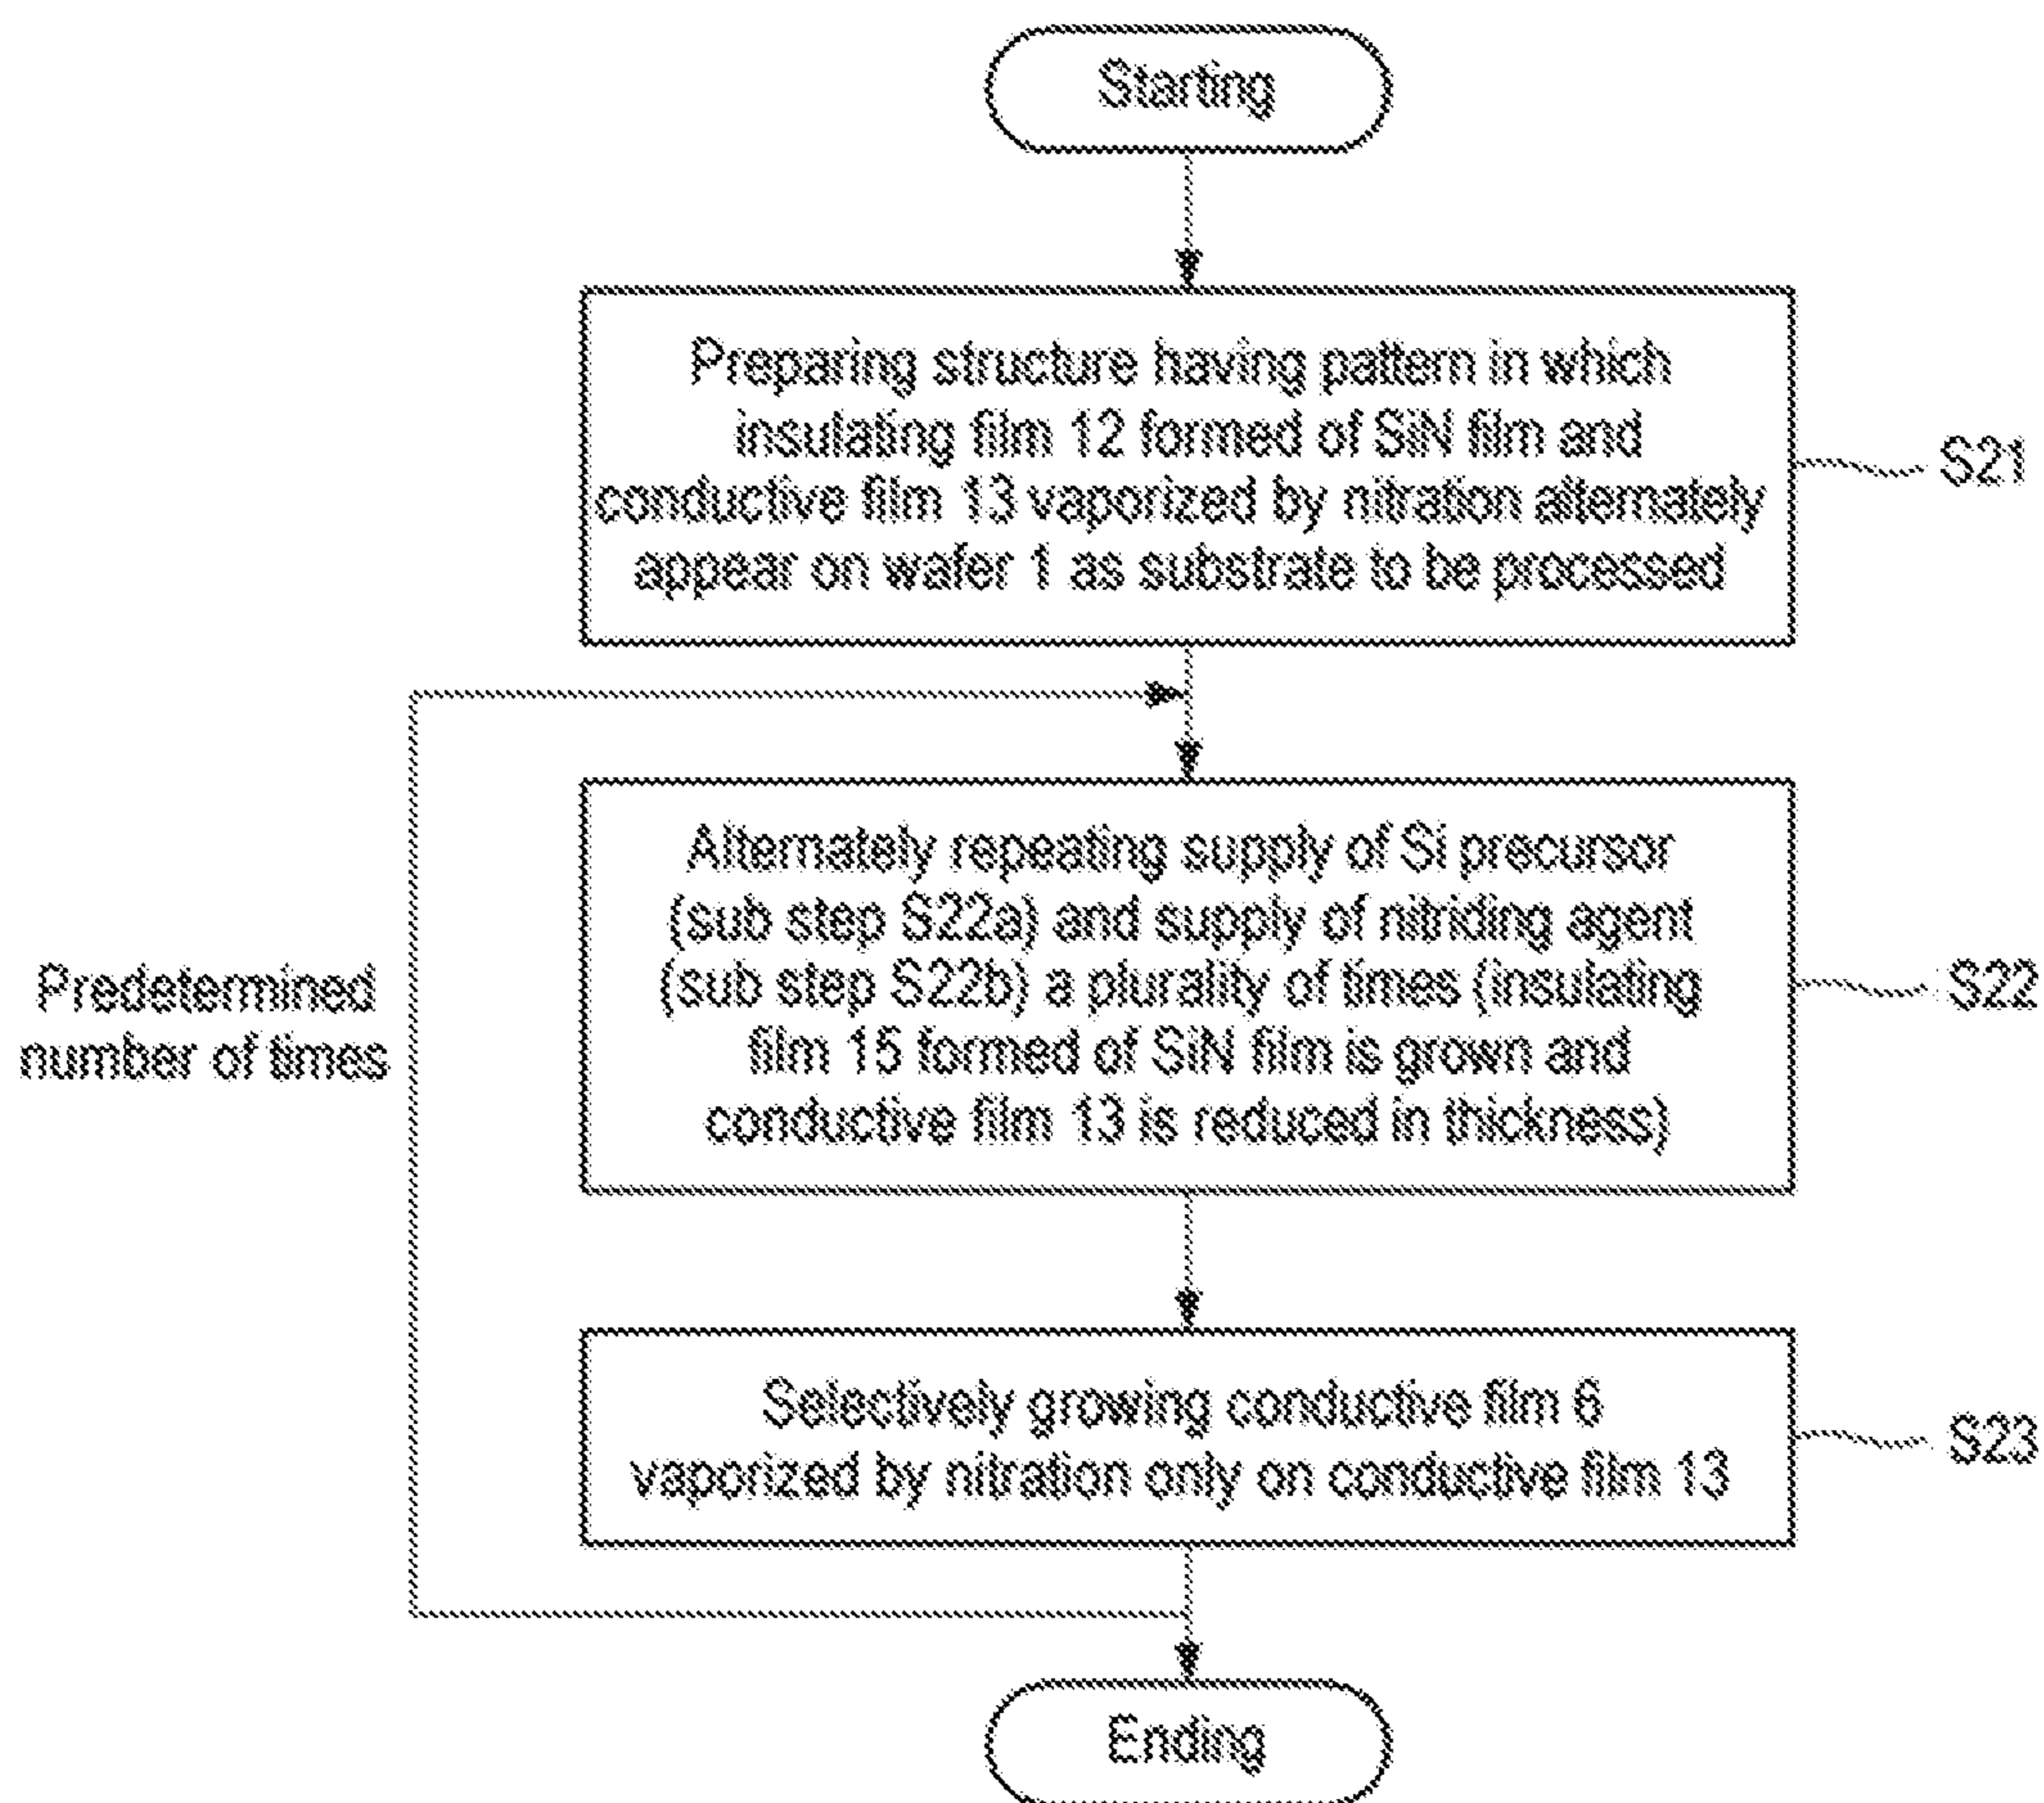 Starting
Preparing structure having pattern in which
insulating film 12 formed of SiN film and
conductive film 13 vaporized by nitration alternately
appear on wafer 1 as substrate to be processed
S21
Alternately repeating supply of Si precursor
(sub step S22a) and supply of nitriding agent
(sub step S22b) a plurality of times (insulating
film 15 formed of SiN film is grown and
conductive film 13 is reduced in thickness)
S22
Predetermined
number of times
Selectively growing conductive film 6
vaporized by nitration only on conductive film 13
S23
Ending